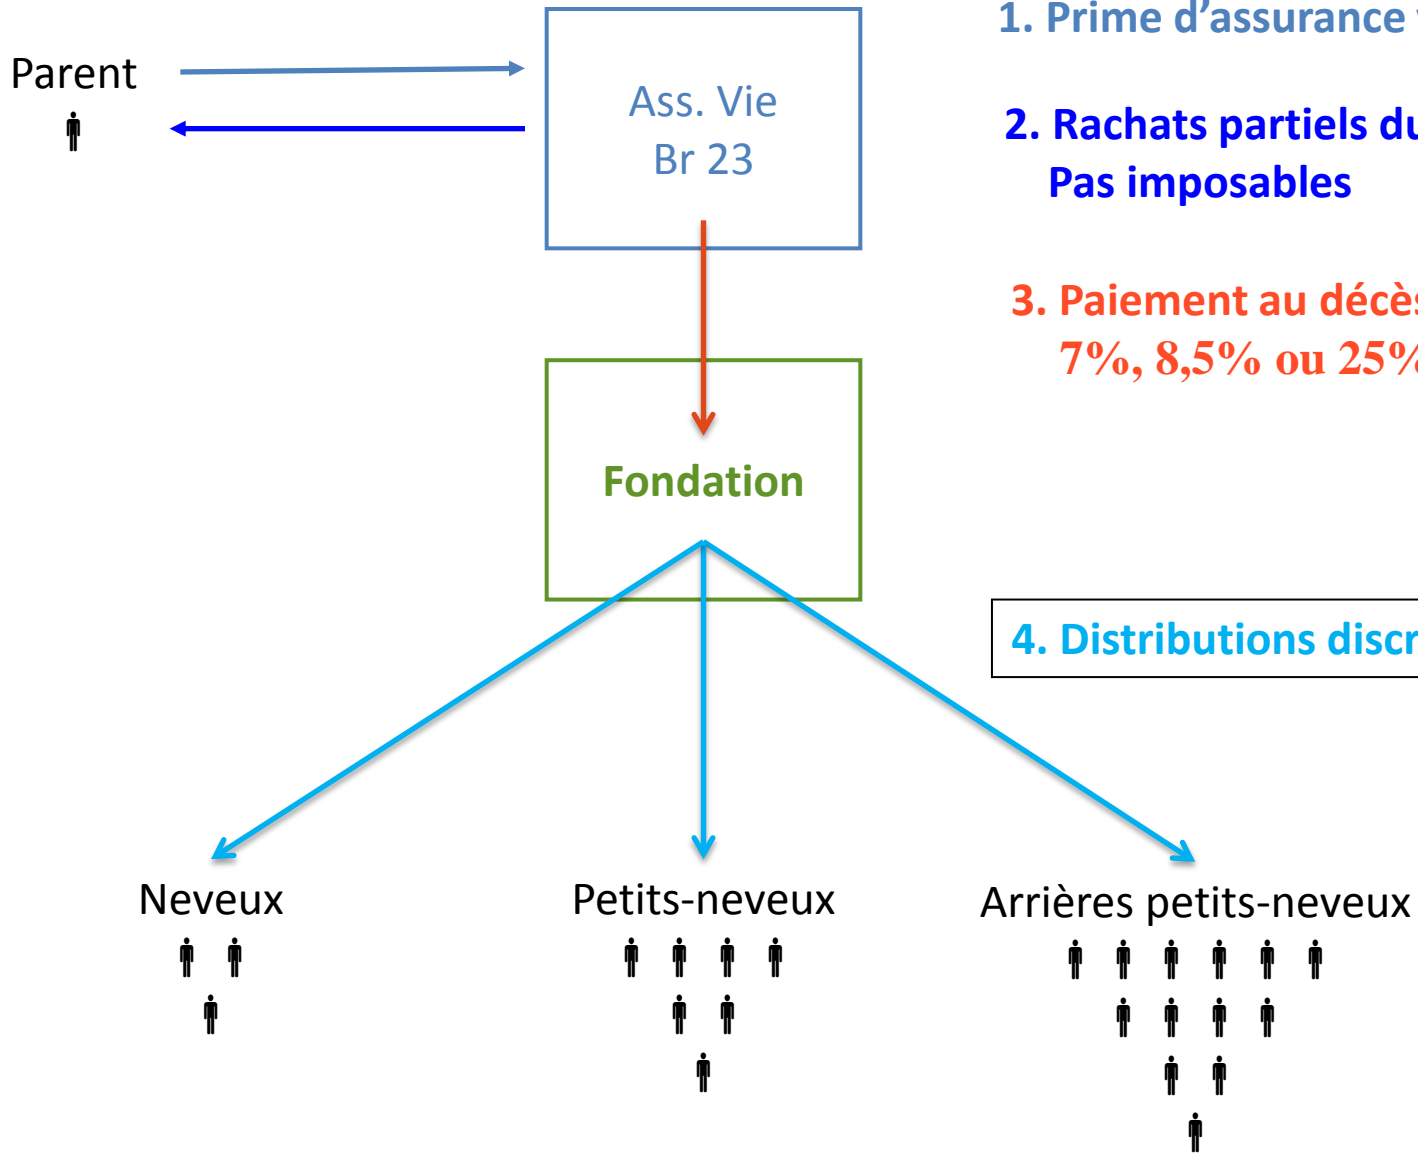 1. Prime d’assurance
Parent
Ass. Vie
Br 23
2. Rachats partiels du
Pas imposables
3. Paiement au décès
7%, 8,5% ou 25%
Fondation
4. Distributions
Neveux
Petits-neveux
Arrières petits-neveux